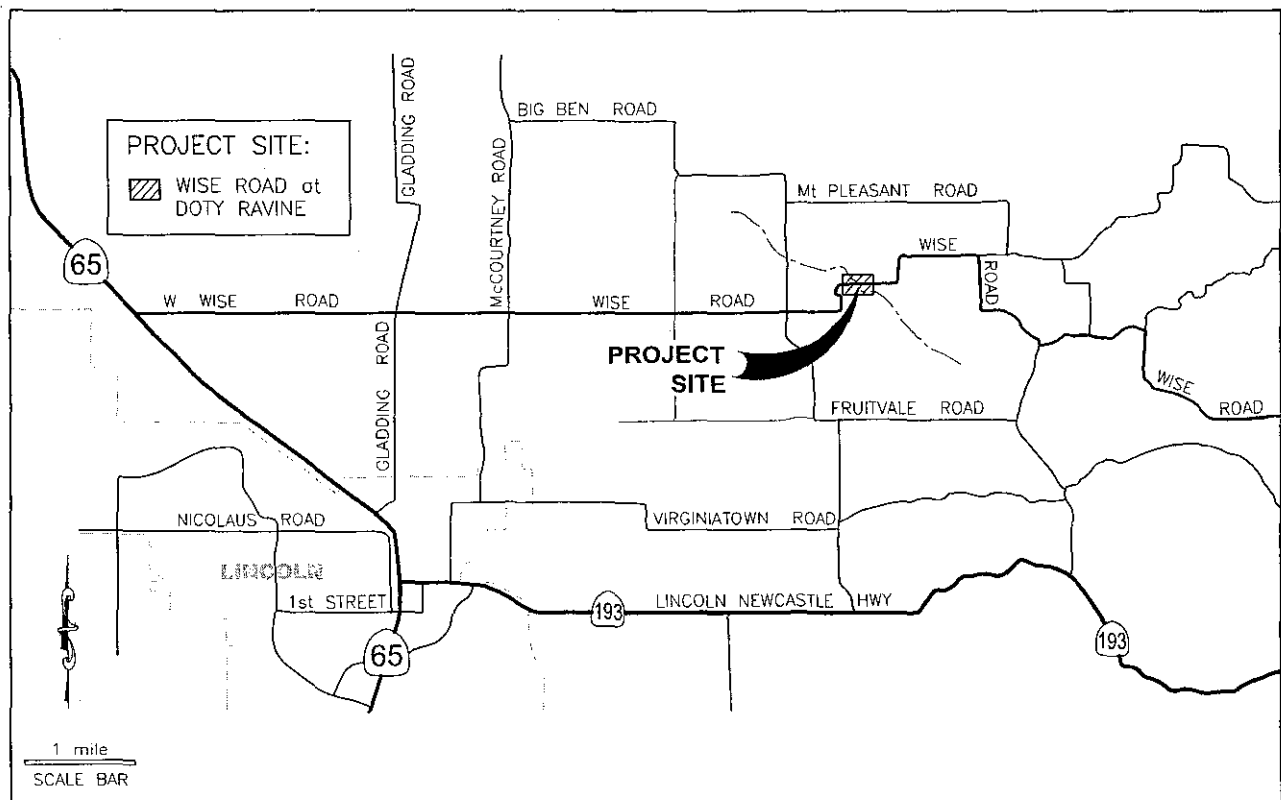 GLADDING ROAD
McCOURTNEY ROAD
BIG BEN ROAD
PROJECT SITE:
WISE ROAD at
DOTY RAVINE
Mt PLEASANT ROAD
65
WISE
ROAD
W WISE ROAD
WISE ROAD
PROJECT
SITE
GLADDING ROAD
WISE
ROAD
FRUITVALE ROAD
NICOLAUS ROAD
VIRGINIATOWN ROAD
LINCOLN
1st STREET
193
LINCOLN NEWCASTLE HWY
65
193
1 mile
SCALE BAR